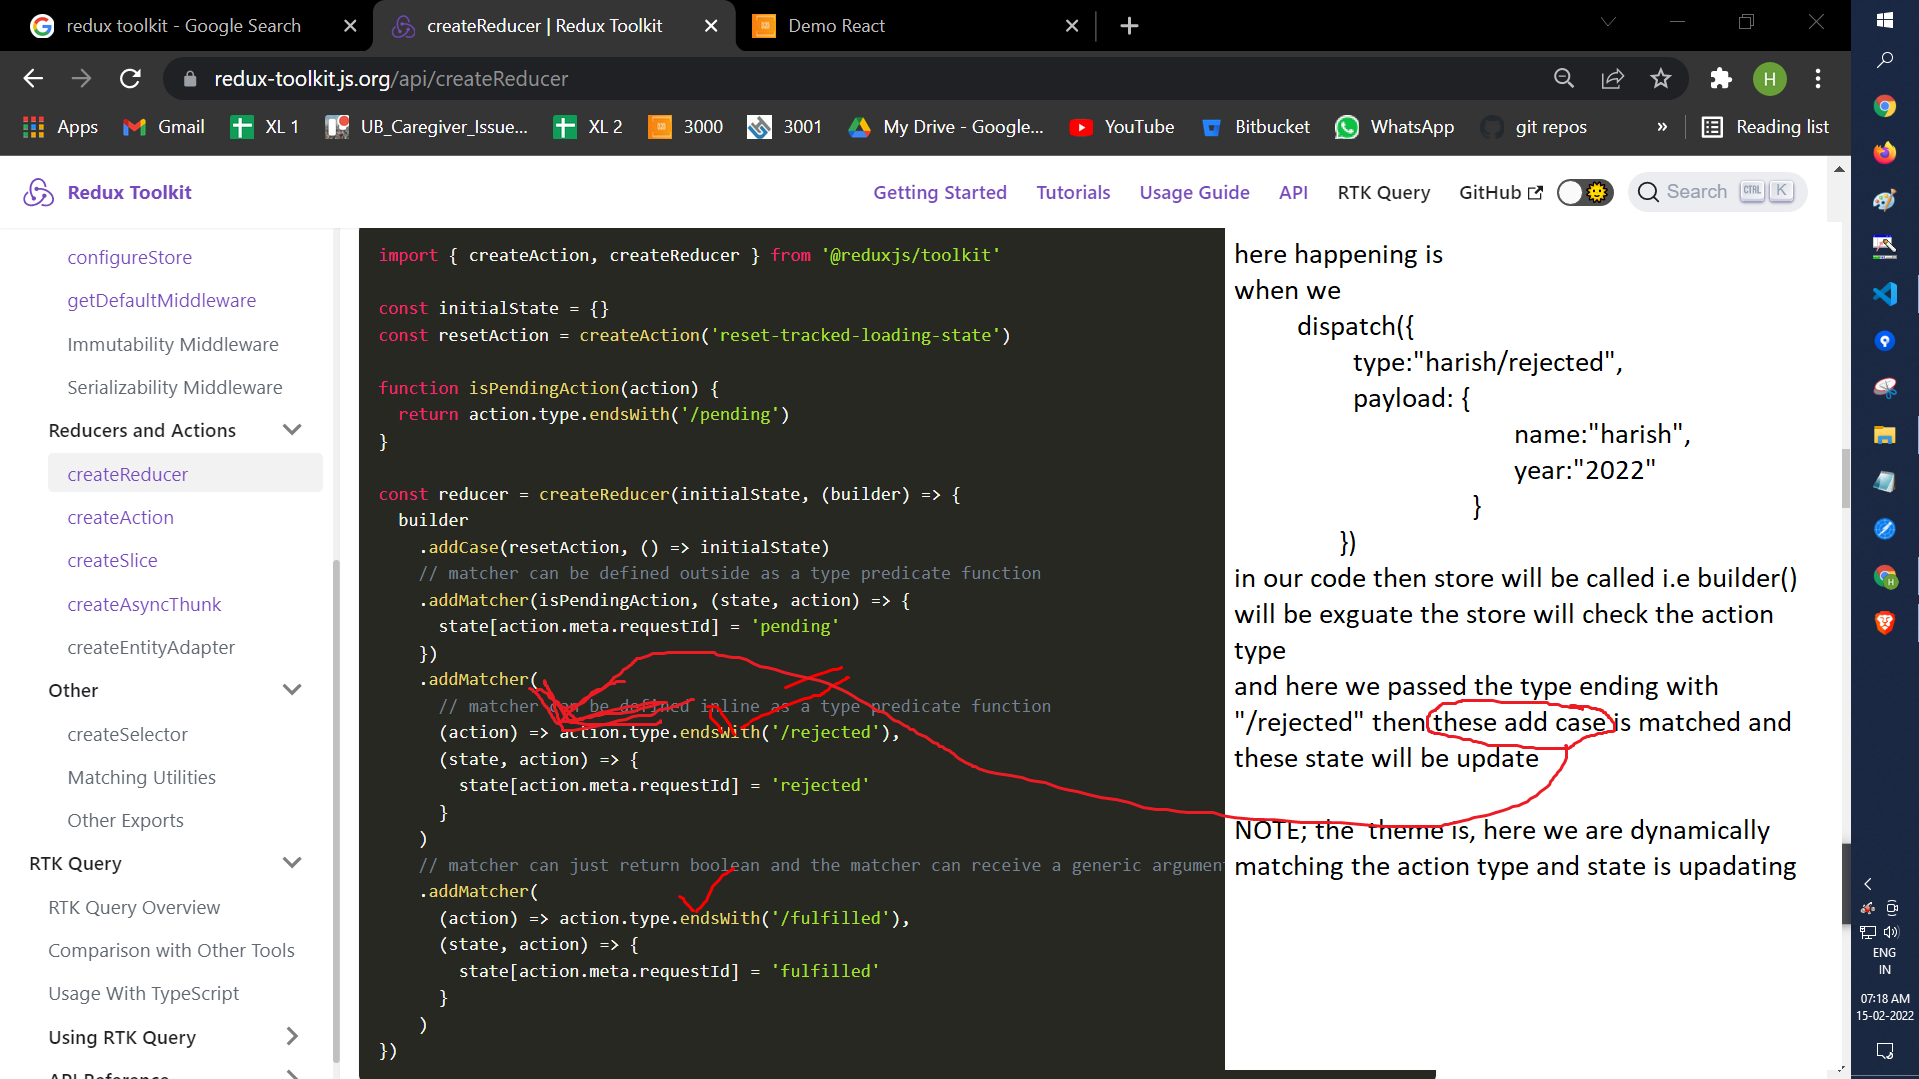 redux toolkit - Google Search
createReducer | Redux Toolkit
Demo React
redux-toolkit.js.org/api/createReducer
H
Apps
Gmail
XL 1
UB_Caregiver_Issue...
XL 2
3000
3001
My Drive - Google...
YouTube
Bitbucket
WhatsApp
git repos
»
Reading list
Redux Toolkit
Getting Started
Tutorials
Usage Guide
API
RTK Query
GitHub
Search
CTRL
K
configureStore
getDefaultMiddleware
Immutability Middleware
Serializability Middleware
Reducers and Actions
createReducer
createAction
createSlice
createAsyncThunk
createEntityAdapter
Other
createSelector
Matching Utilities
Other Exports
RTK Query
RTK Query Overview
Comparison with Other Tools
Usage With TypeScript
Using RTK Query
API Reference
import { createAction, createReducer } from '@reduxjs/toolkit'
const initialState = {}
const resetAction = createAction('reset-tracked-loading-state')
function isPendingAction(action) {
return action.type.endsWith('/pending')
}
const reducer = createReducer(initialState, (builder) => {
builder
.addCase(resetAction, () => initialState)
// matcher can be defined outside as a type predicate function
.addMatcher(isPendingAction, (state, action) => {
state[action.meta.requestId] = 'pending'
})
.addMatcher(
// matcher can be defined inline as a type predicate function
(action) => action.type.endsWith('/rejected'),
(state, action) => {
state[action.meta.requestId] = 'rejected'
}
)
// matcher can just return boolean and the matcher can receive a generic argument
.addMatcher(
(action) => action.type.endsWith('/fulfilled'),
(state, action) => {
state[action.meta.requestId] = 'fulfilled'
}
)
})
here happening is
when we
dispatch({
type:"harish/rejected",
payload: {
name:"harish",
year:"2022"
}
})
in our code then store will be called i.e builder()
will be exguate the store will check the action
type
and here we passed the type ending with
"/rejected" then these add case is matched and
these state will be update
NOTE; the theme is, here we are dynamically
matching the action type and state is upadating
ENG
IN
07:18 AM
15-02-2022